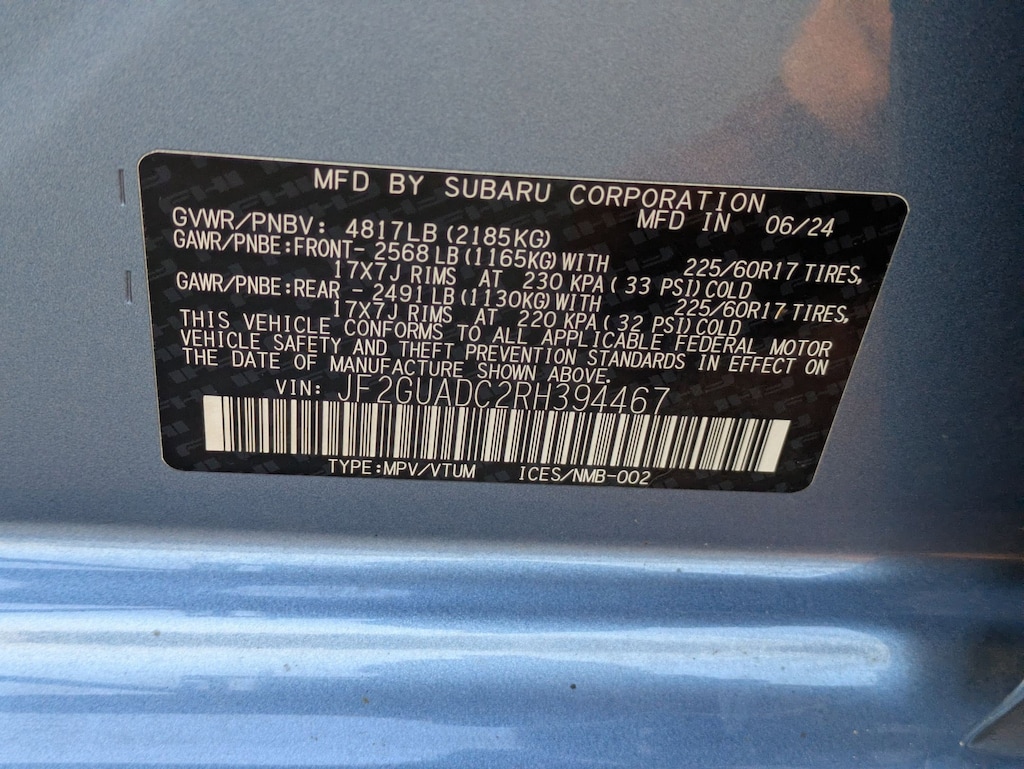 MFD BY SUBARU CORPORATION
MFD IN 06/24
GVWR/PNBV: 4817LB (2185KG)
GAWR/PNBE:FRONT- 2568 LB (1165KG) WITH 225/60R17 TIRES,
17X7J RIMS AT 230 KPA ( 33 PSI) COLD
GAWR/PNBE:REAR - 2491 LB (1130KG) WITH 225/60R17 TIRES,
17X7J RIMS AT 220 KPA ( 32 PSI) COLD
THIS VEHICLE CONFORMS TO ALL APPLICABLE FEDERAL MOTOR
VEHICLE SAFETY AND THEFT PREVENTION STANDARDS IN EFFECT ON
THE DATE OF MANUFACTURE SHOWN ABOVE.
VIN: JF2GUADC2RH394467
TYPE:MPV/VTUM ICES/NMB-002